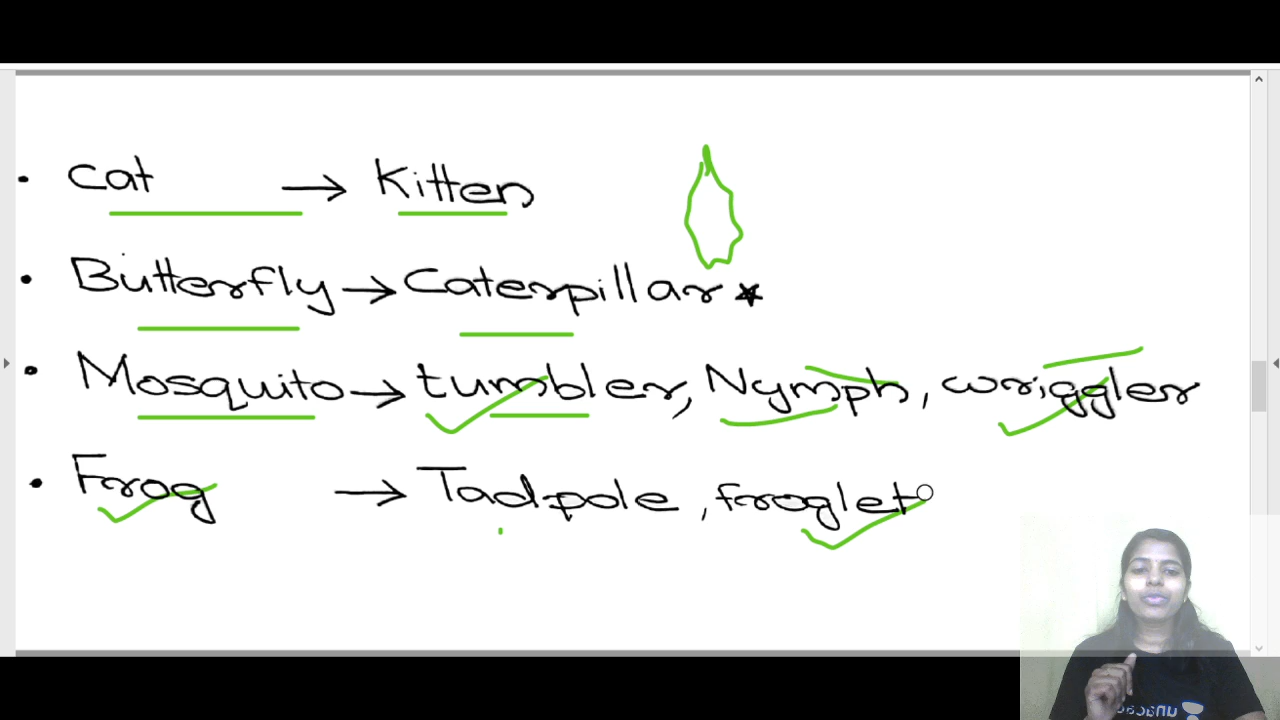 • Cat → Kitten
• Butterfly → Caterpillar *
• Mosquito → tumbler, Nymph, wriggler
• Frog → Tadpole, froglet